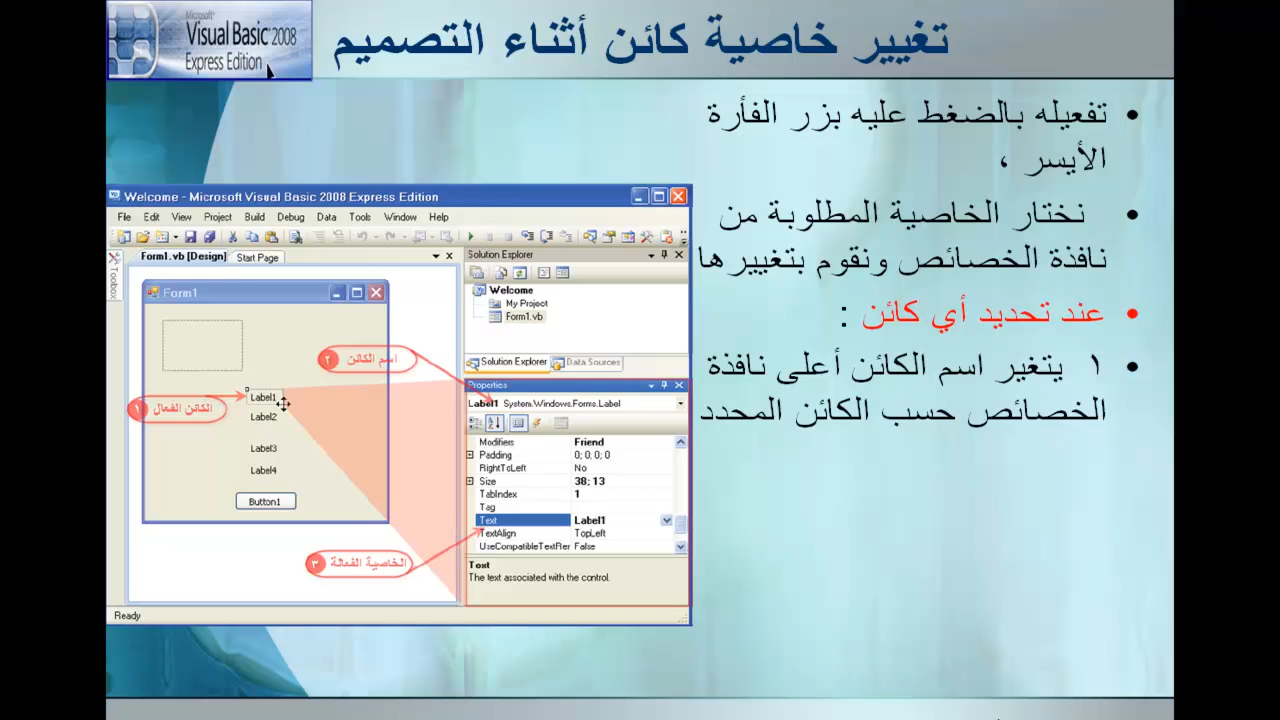 Microsoft
Visual Basic 2008
Express Edition
تغيير خاصية كائن أثناء التصميم
• تفعيله بالضغط عليه بزر الفأرة
الأيسر ،
• نختار الخاصية المطلوبة من
نافذة الخصائص ونقوم بتغييرها
• عند تحديد أي كائن :
• ١ يتغير اسم الكائن أعلى نافذة
الخصائص حسب الكائن المحدد
Welcome - Microsoft Visual Basic 2008 Express Edition
File Edit View Project Build Debug Data Tools Window Help
Toolbox
Form1.vb [Design] Start Page
Form1
Label1
Label2
Label3
Label4
Button1
الكائن الفعال ١
٢ اسم الكائن
٣ الخاصية الفعالة
Solution Explorer
Welcome
My Project
Form1.vb
Solution Explorer Data Sources
Properties
Label1 System.Windows.Forms.Label
Modifiers Friend
Padding 0; 0; 0; 0
RightToLeft No
Size 38; 13
TabIndex 1
Tag
Text Label1
TextAlign TopLeft
UseCompatibleTextRer False
Text
The text associated with the control.
Ready